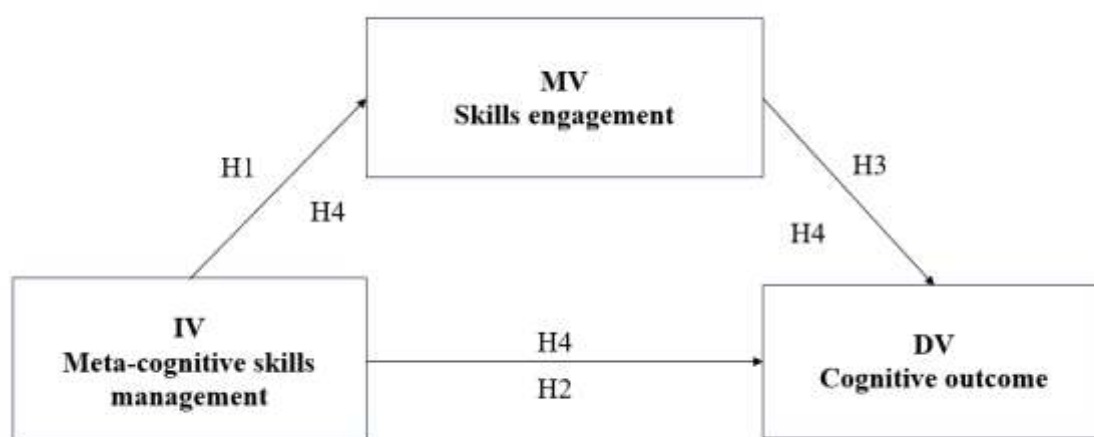 MV
Skills engagement
H1
H3
H4
H4
IV
Meta-cognitive skills
management
H4
H2
DV
Cognitive outcome